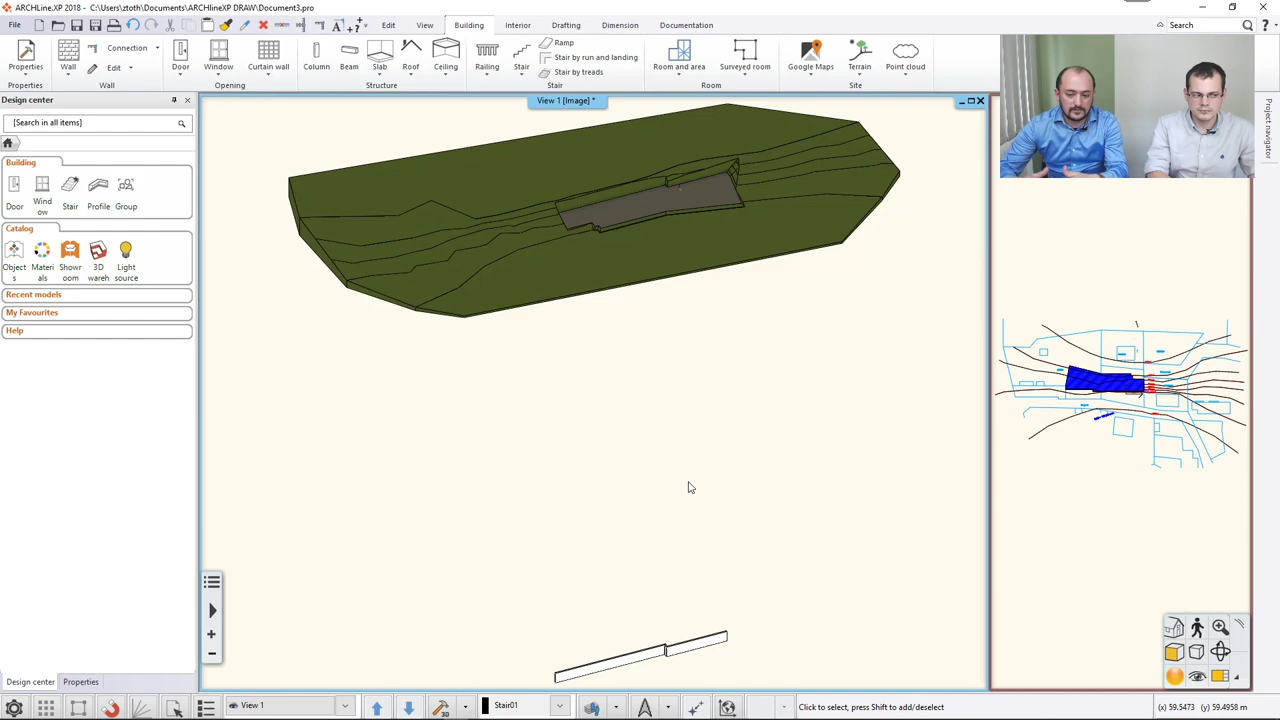 ARCHLine.XP 2018 - C:\Users\ztoth\Documents\ARCHlineXP DRAW\Document3.pro
File Edit View Building Interior Drafting Dimension Documentation Search
Properties Wall Connection Edit Door Window Curtain wall Column Beam Slab Roof Ceiling Railing Stair Ramp Stair by run and landing Stair by treads Room and area Surveyed room Google Maps Terrain Point cloud
Properties Wall Opening Structure Stair Room Site
Design center
View 1 [Image] *
[Search in all items]
Project navigator
Building
Door Wind
ow Stair Profile Group
Catalog
Object
s Materi
als Showr
oom 3D
wareh Light
source
Recent models
My Favourites
Help
Design center Properties
View 1
30
Stair01
Click to select, press Shift to add/deselect
(x) 59.5473 (y) 59.4958 m